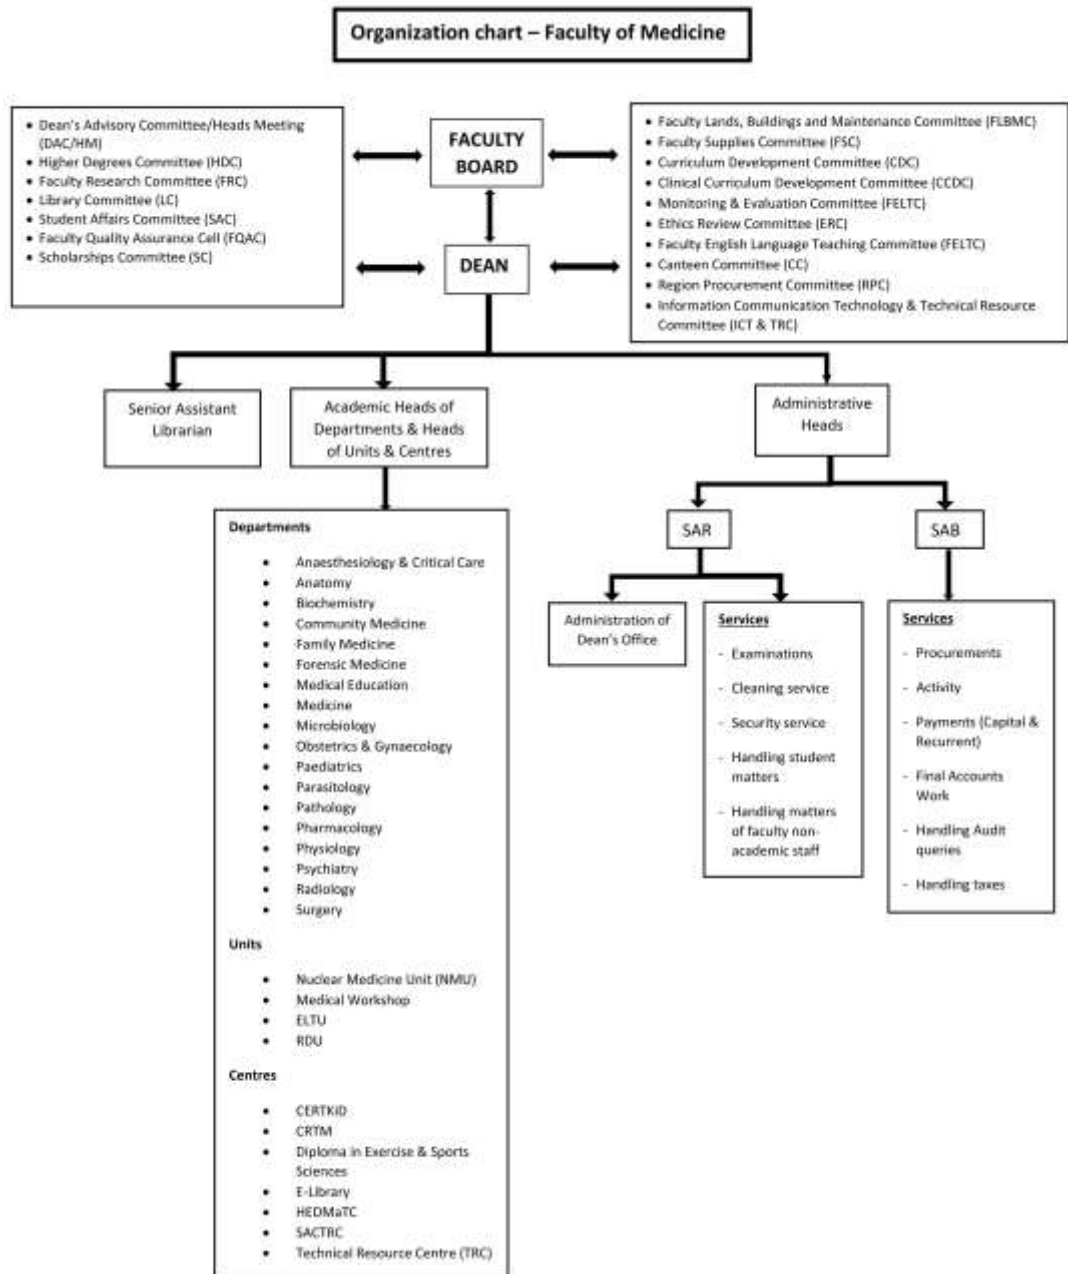 Organization chart – Faculty of Medicine
• Dean's Advisory Committee/Heads Meeting
(DAC/HM)
• Higher Degrees Committee (HDC)
• Faculty Research Committee (FRC)
• Library Committee (LC)
• Student Affairs Committee (SAC)
• Faculty Quality Assurance Cell (FQAC)
• Scholarships Committee (SC)
FACULTY
BOARD
DEAN
• Faculty Lands, Buildings and Maintenance Committee (FLBMC)
• Faculty Supplies Committee (FSC)
• Curriculum Development Committee (CDC)
• Clinical Curriculum Development Committee (CCDC)
• Monitoring & Evaluation Committee (FELTC)
• Ethics Review Committee (ERC)
• Faculty English Language Teaching Committee (FELTC)
• Canteen Committee (CC)
• Region Procurement Committee (RPC)
• Information Communication Technology & Technical Resource
Committee (ICT & TRC)
Senior Assistant
Librarian
Academic Heads of
Departments & Heads
of Units & Centres
Administrative
Heads
Departments
• Anaesthesiology & Critical Care
• Anatomy
• Biochemistry
• Community Medicine
• Family Medicine
• Forensic Medicine
• Medical Education
• Medicine
• Microbiology
• Obstetrics & Gynaecology
• Paediatrics
• Parasitology
• Pathology
• Pharmacology
• Physiology
• Psychiatry
• Radiology
• Surgery
Units
• Nuclear Medicine Unit (NMU)
• Medical Workshop
• ELTU
• RDU
Centres
• CERTKiD
• CRTM
• Diploma in Exercise & Sports
Sciences
• E-Library
• HEDMaTC
• SACTRC
• Technical Resource Centre (TRC)
SAR
SAB
Administration of
Dean's Office
Services
- Examinations
- Cleaning service
- Security service
- Handling student
matters
- Handling matters
of faculty non-
academic staff
Services
- Procurements
- Activity
- Payments (Capital &
Recurrent)
- Final Accounts
Work
- Handling Audit
queries
- Handling taxes